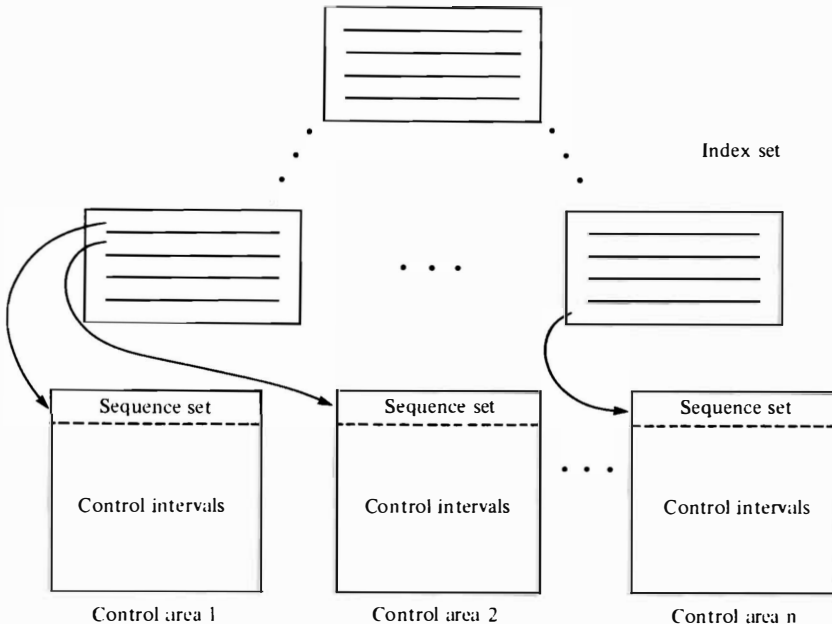 Index set
Sequence set
Sequence set
Sequence set
Control intervals
Control intervals
Control intervals
Control area 1
Control area 2
Control area n